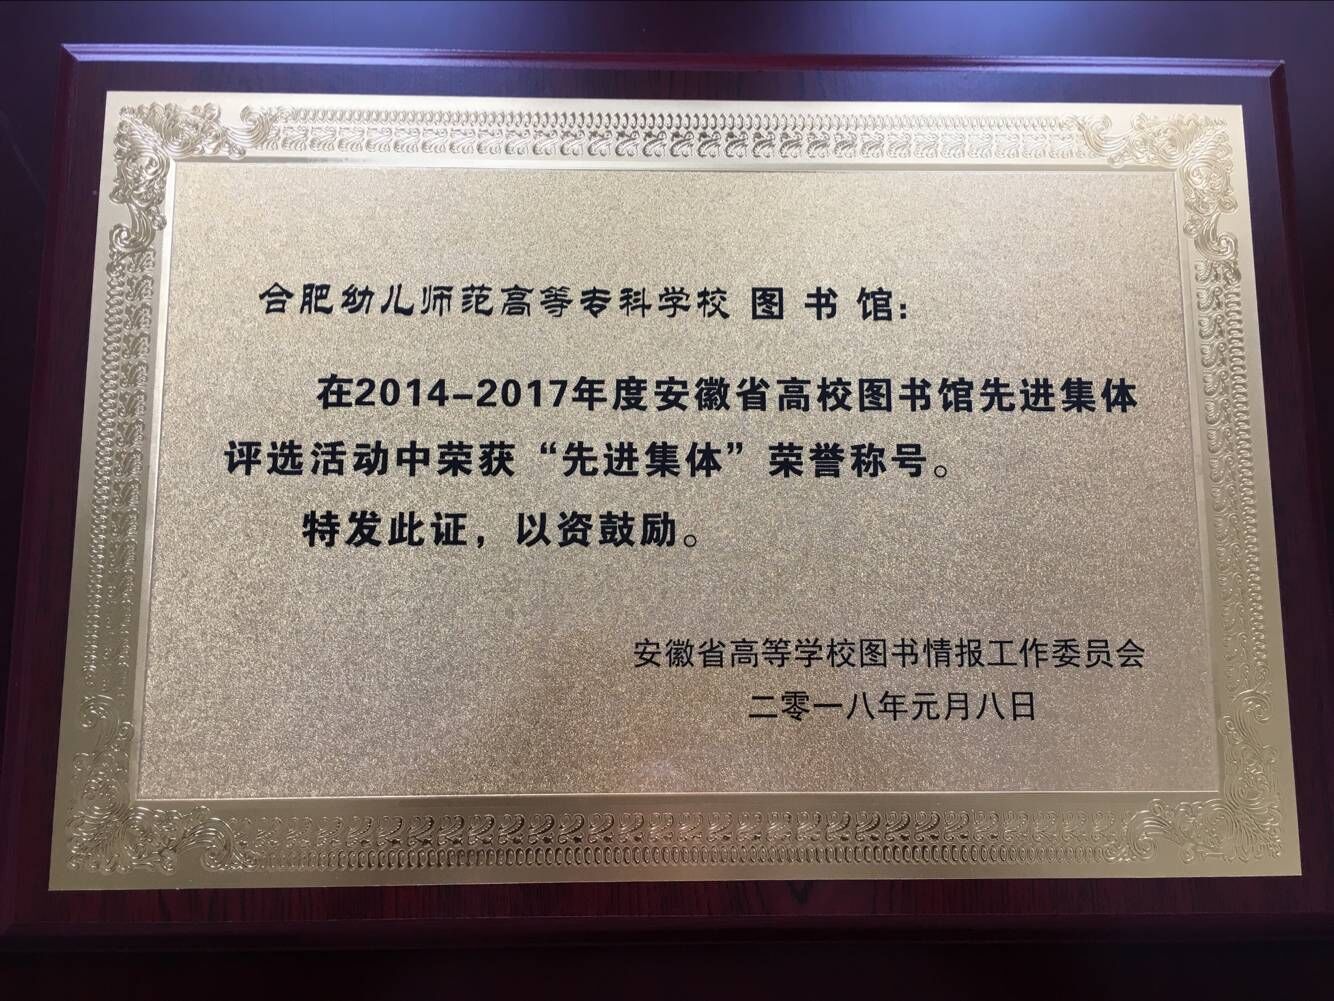 合肥幼儿师范高等专科学校 图 书 馆：
在2014-2017年度安徽省高校图书馆先进集体
评选活动中荣获“先进集体”荣誉称号。
特发此证，以资鼓励。
安徽省高等学校图书情报工作委员会
二零一八年元月八日